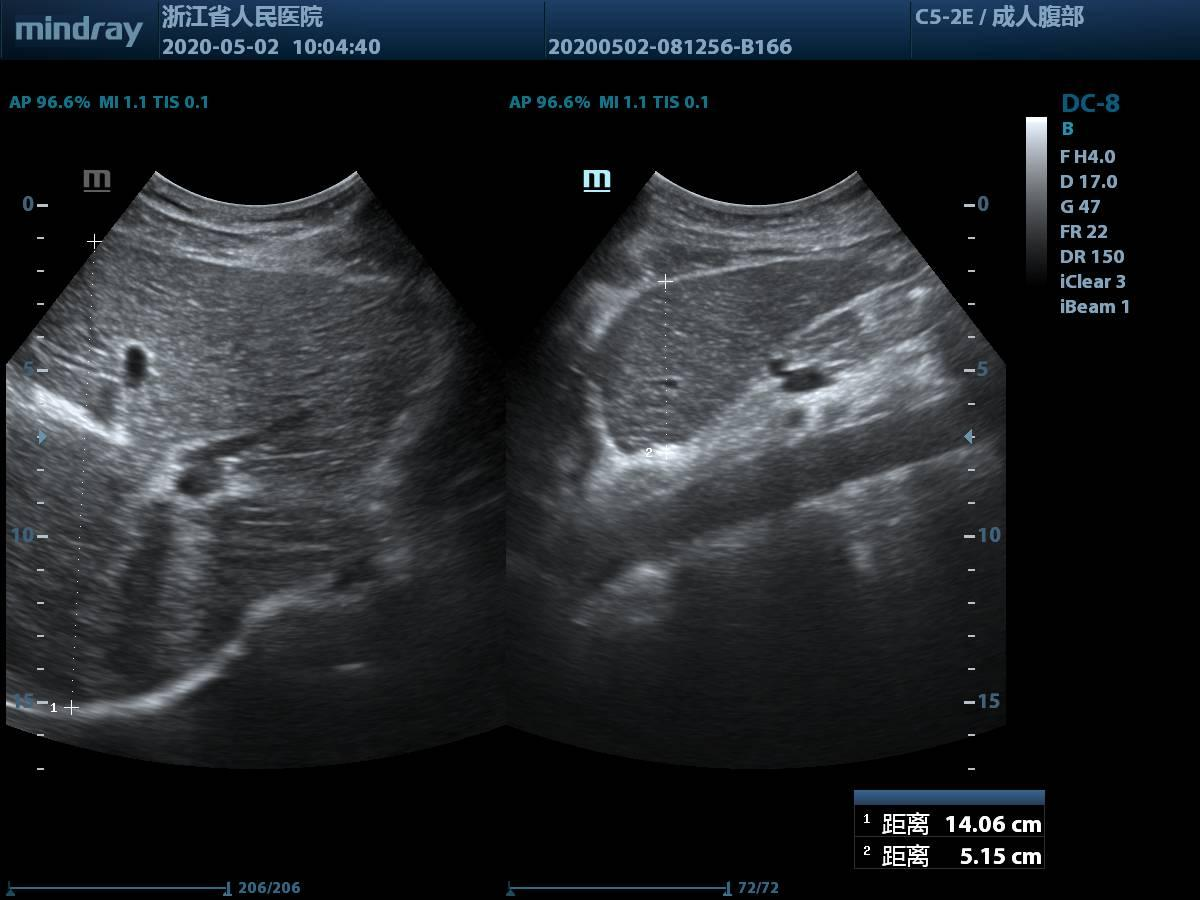 mindray
浙江省人民医院
2020-05-02 10:04:40
20200502-081256-B166
C5-2E / 成人腹部
AP 96.6% MI 1.1 TIS 0.1
AP 96.6% MI 1.1 TIS 0.1
DC-8
B
F H4.0
D 17.0
G 47
FR 22
DR 150
iClear 3
iBeam 1
m
m
0
5
10
15
1
0
5
10
15
2
1 距离 14.06 cm
2 距离 5.15 cm
206/206
72/72